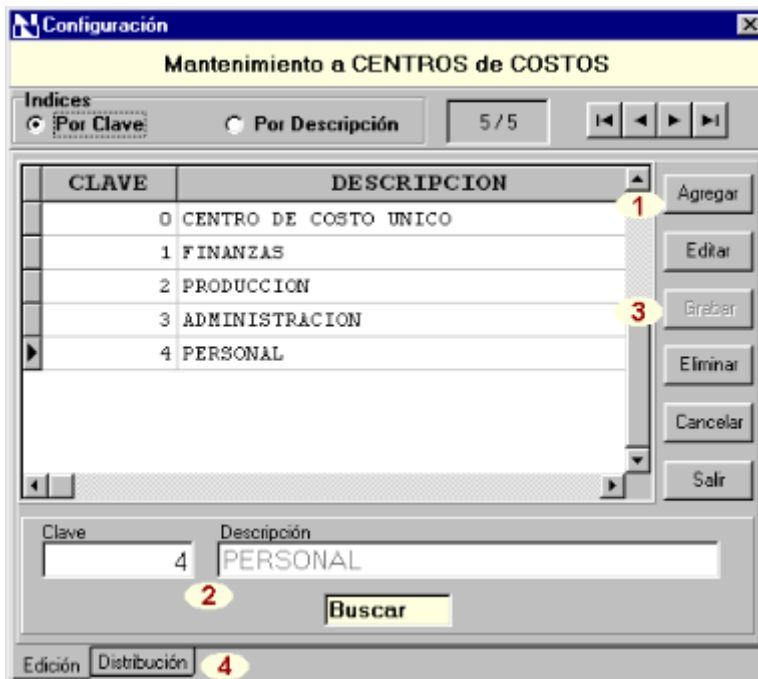 Configuración
Mantenimiento a CENTROS de COSTOS
Indices
Por Clave
Por Descripción
5/5
CLAVE DESCRIPCION
0 CENTRO DE COSTO UNICO
1 FINANZAS
2 PRODUCCION
3 ADMINISTRACION
4 PERSONAL
1
Agregar
Editar
3
Grabar
Eliminar
Cancelar
Salir
Clave
Descripción
4
PERSONAL
2
Buscar
Edición
Distribución
4